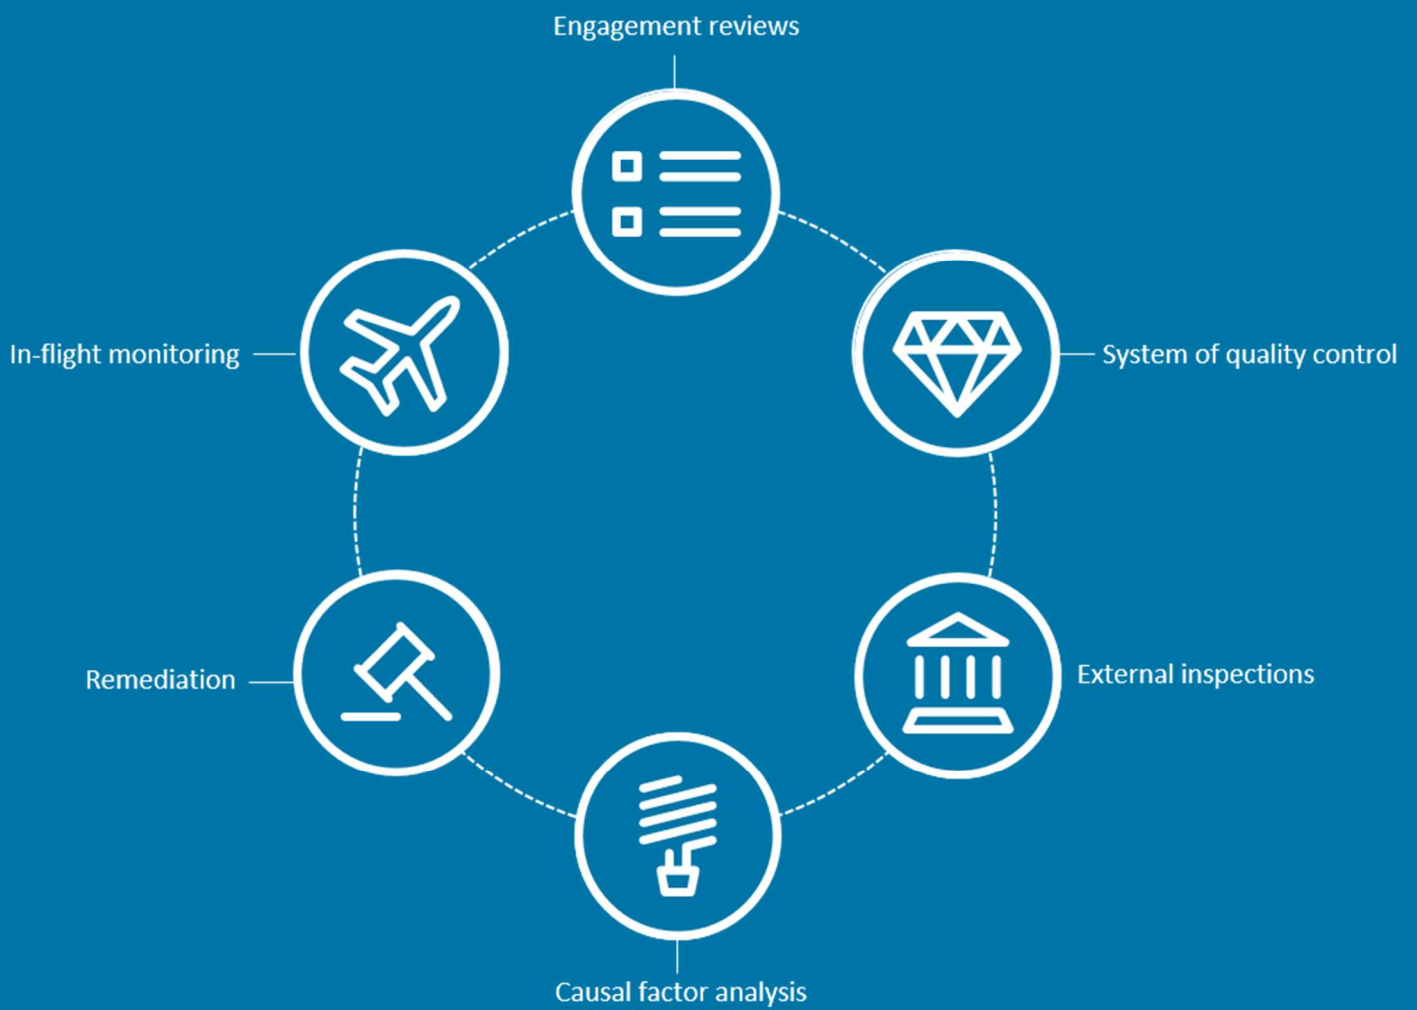 Engagement reviews
In-flight monitoring
System of quality control
Remediation
External inspections
Causal factor analysis